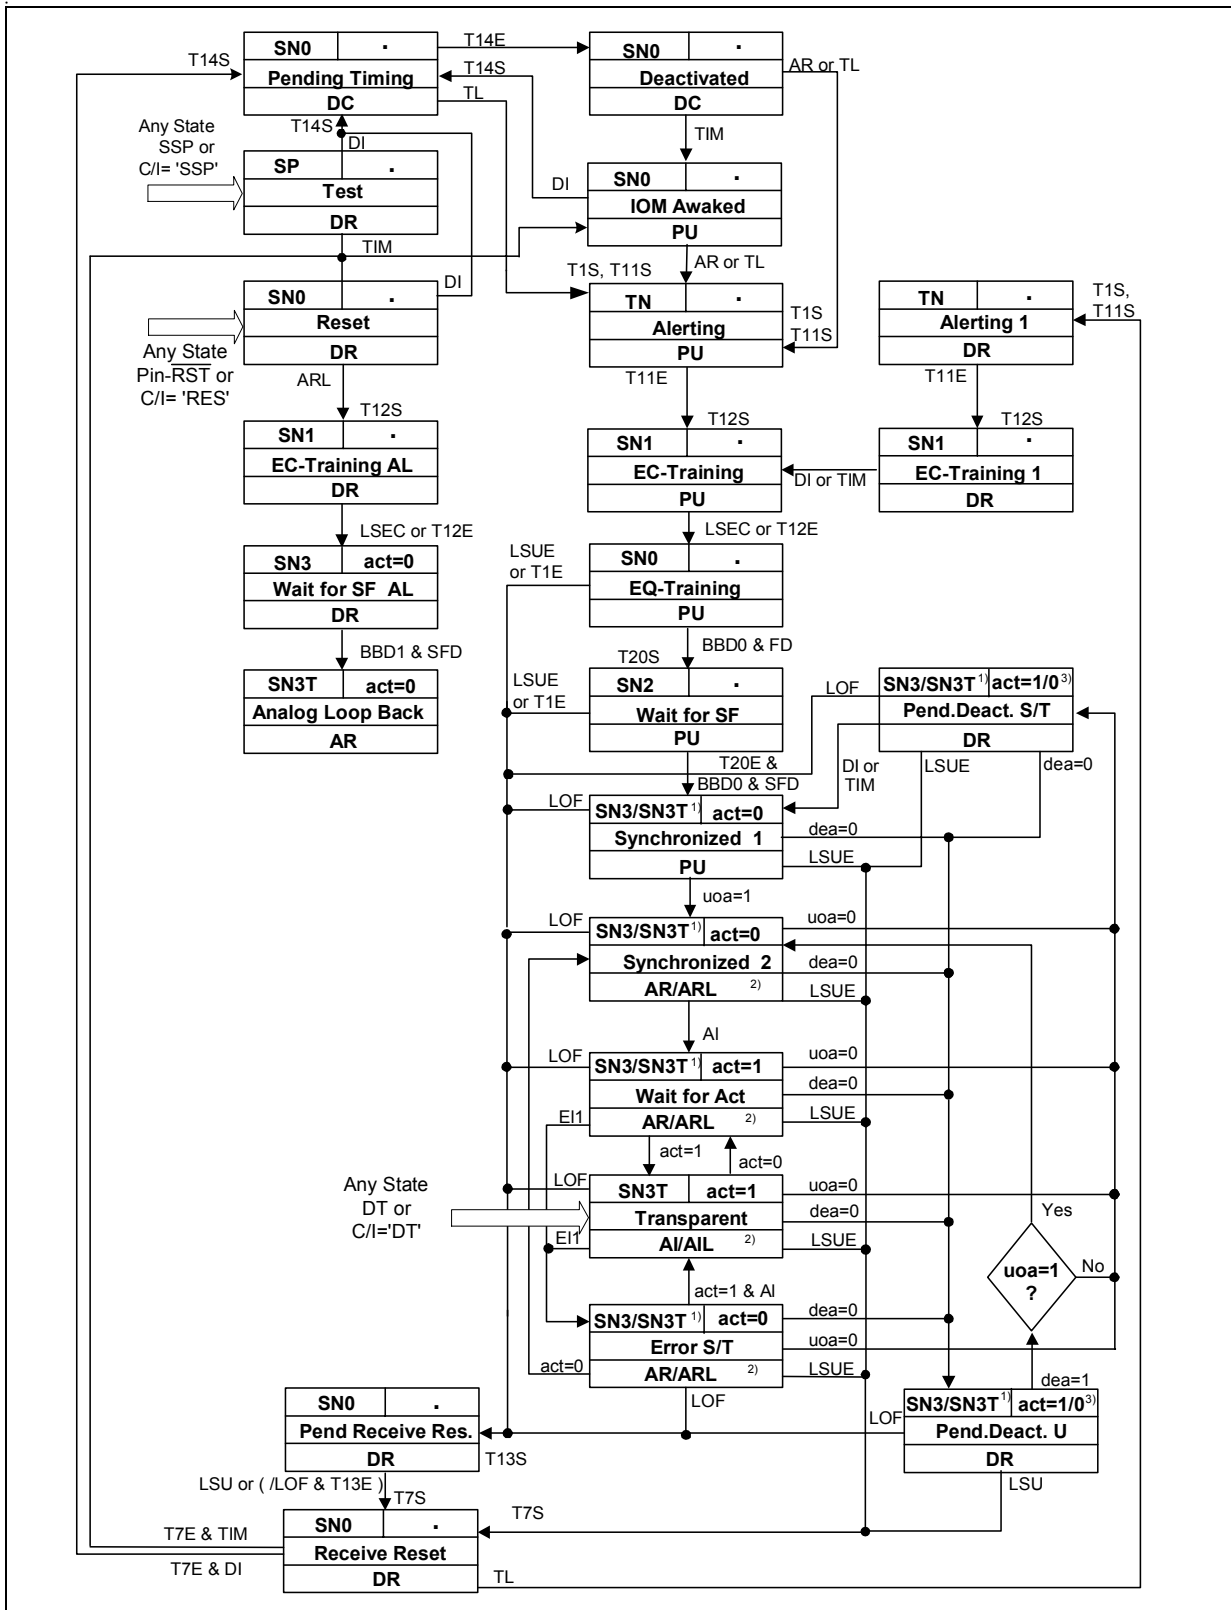 SN0 .
Pending Timing
DC
T14S
T14E
T14S
TL
SN0
Deactivated
DC
AR or TL
TIM
Any State
SSP or
C/I= 'SSP'
T14S
DI
SP .
Test
DR
TIM
DI
SN0 .
IOM Awaked
PU
AR or TL
SN0 .
Reset
DR
DI
Any State
Pin-RST or
C/I= 'RES'
ARL
T1S, T11S
TN .
Alerting
PU
T1S
T11S
T11E
TN .
Alerting 1
DR
T1S,
T11S
T11E
T12S
SN1 .
EC-Training AL
DR
LSEC or T12E
T12S
SN1 .
EC-Training
PU
LSEC or T12E
T12S
SN1 .
EC-Training 1
DR
DI or TIM
SN3 act=0
Wait for SF AL
DR
BBD1 & SFD
LSUE
or T1E
SN0 .
EQ-Training
PU
BBD0 & FD
SN3T act=0
Analog Loop Back
AR
T20S
LSUE
or T1E
SN2 .
Wait for SF
PU
T20E &
BBD0 & SFD
LOF
SN3/SN3T 1) act=1/0 3)
Pend.Deact. S/T
DR
DI or
TIM
LSUE
dea=0
LOF
SN3/SN3T 1) act=0
Synchronized 1
PU
dea=0
LSUE
uoa=1
LOF
SN3/SN3T 1) act=0
Synchronized 2
AR/ARL 2)
uoa=0
dea=0
LSUE
AI
LOF
SN3/SN3T 1) act=1
Wait for Act
AR/ARL 2)
uoa=0
dea=0
LSUE
EI1
act=1
act=0
Any State
DT or
C/I='DT'
LOF
SN3T act=1
Transparent
AI/AIL 2)
uoa=0
dea=0
LSUE
EI1
act=1 & AI
Yes
uoa=1
?
No
SN3/SN3T 1) act=0
Error S/T
AR/ARL 2)
dea=0
uoa=0
LSUE
act=0
LOF
dea=1
SN3/SN3T 1) act=1/0 3)
Pend.Deact. U
DR
LOF
LSU
SN0 .
Pend Receive Res.
DR
T13S
LSU or ( /LOF & T13E )
T7S
T7S
SN0 .
Receive Reset
DR
T7E & TIM
T7E & DI
TL